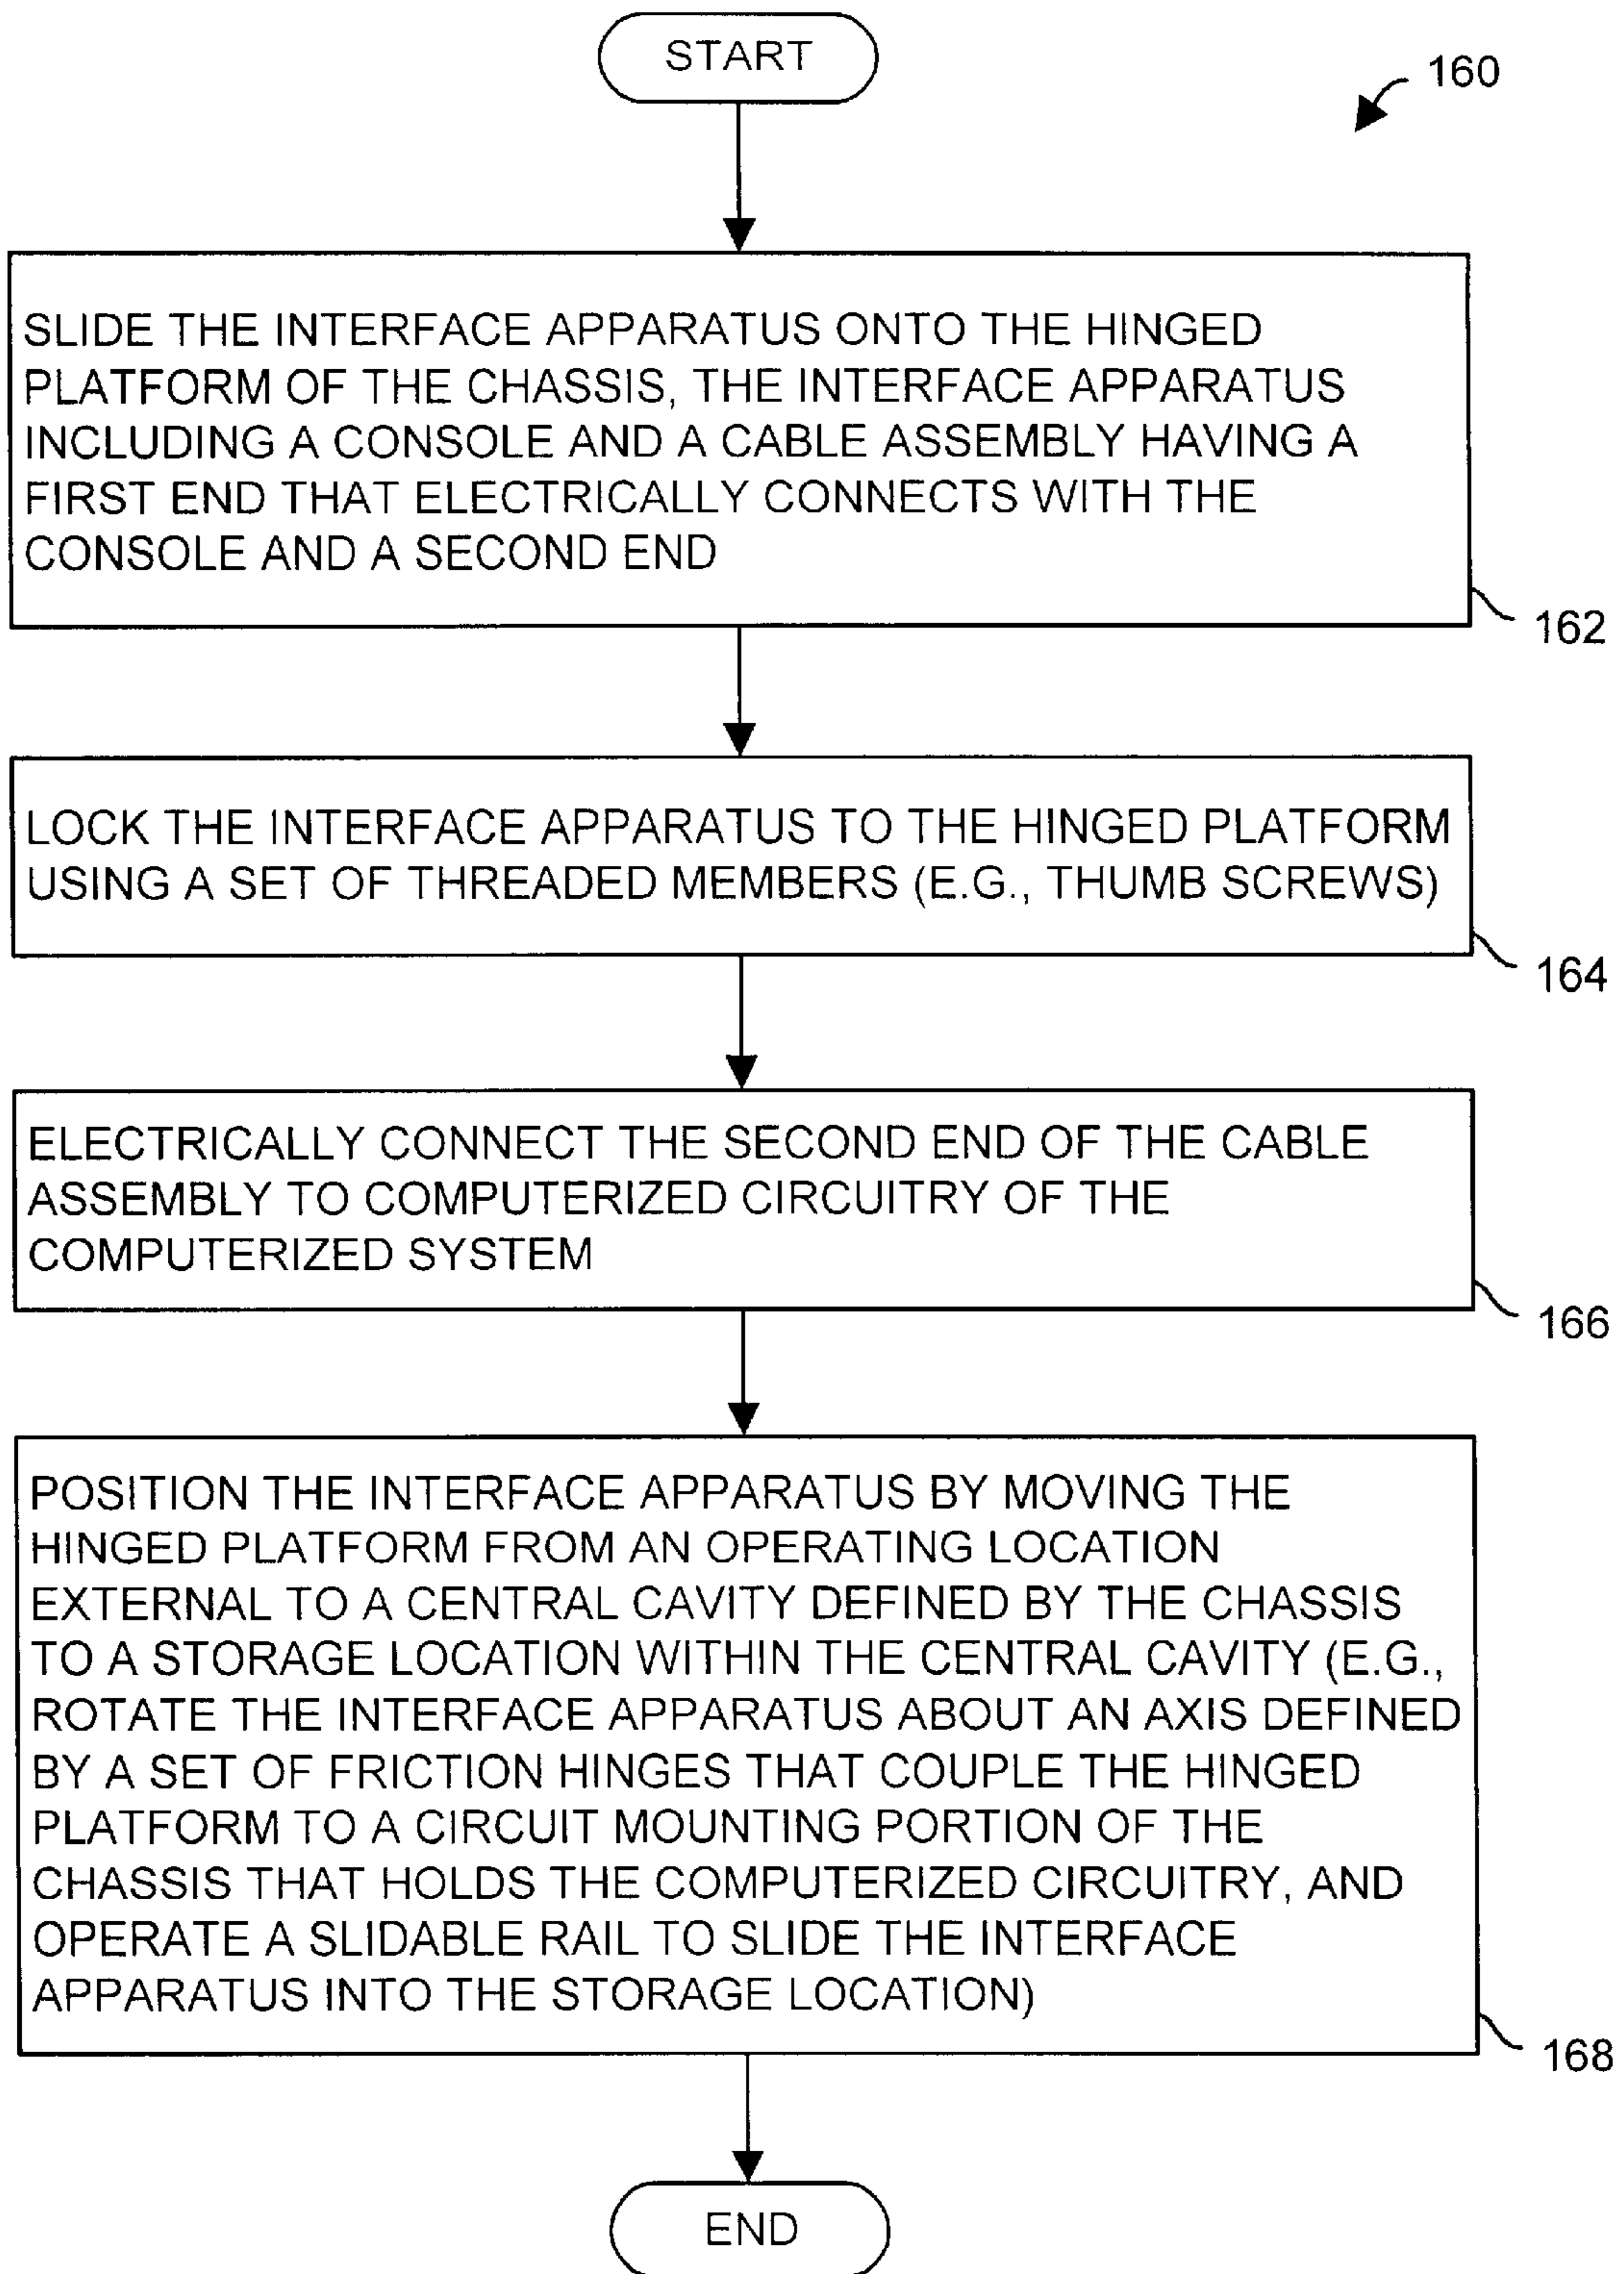 START
160
SLIDE THE INTERFACE APPARATUS ONTO THE HINGED
PLATFORM OF THE CHASSIS, THE INTERFACE APPARATUS
INCLUDING A CONSOLE AND A CABLE ASSEMBLY HAVING A
FIRST END THAT ELECTRICALLY CONNECTS WITH THE
CONSOLE AND A SECOND END
162
LOCK THE INTERFACE APPARATUS TO THE HINGED PLATFORM
USING A SET OF THREADED MEMBERS (E.G., THUMB SCREWS)
164
ELECTRICALLY CONNECT THE SECOND END OF THE CABLE
ASSEMBLY TO COMPUTERIZED CIRCUITRY OF THE
COMPUTERIZED SYSTEM
166
POSITION THE INTERFACE APPARATUS BY MOVING THE
HINGED PLATFORM FROM AN OPERATING LOCATION
EXTERNAL TO A CENTRAL CAVITY DEFINED BY THE CHASSIS
TO A STORAGE LOCATION WITHIN THE CENTRAL CAVITY (E.G.,
ROTATE THE INTERFACE APPARATUS ABOUT AN AXIS DEFINED
BY A SET OF FRICTION HINGES THAT COUPLE THE HINGED
PLATFORM TO A CIRCUIT MOUNTING PORTION OF THE
CHASSIS THAT HOLDS THE COMPUTERIZED CIRCUITRY, AND
OPERATE A SLIDABLE RAIL TO SLIDE THE INTERFACE
APPARATUS INTO THE STORAGE LOCATION)
168
END